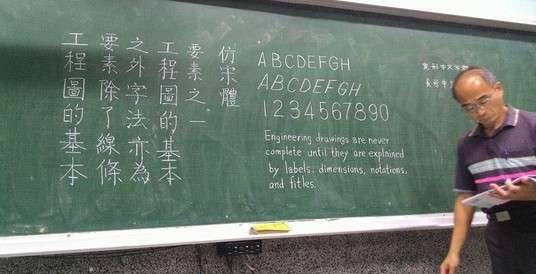 工程圖的基本
要素除了線條
之外字法亦為
工程圖的基本
要素之一
仿宋體
ABCDEFGH
ABCDEFGH
1234567890
Engineering drawings are never
complete until they are explained
by labels, dimensions, notations,
and titles.